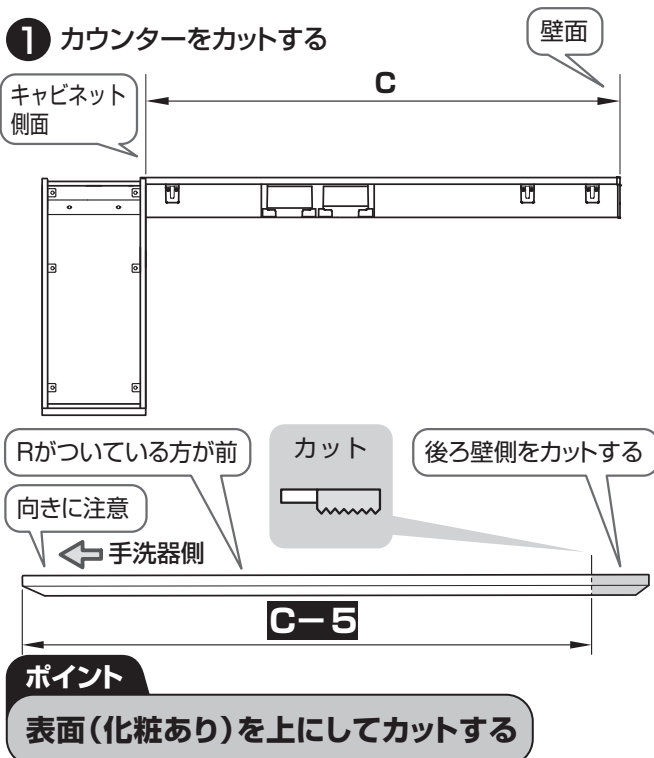 1 カウンターをカットする
壁面
キャビネット
側面
C
Rがついている方が前
カット
後ろ壁側をカットする
向きに注意
手洗器側
C－5
ポイント
表面（化粧あり）を上にしてカットする